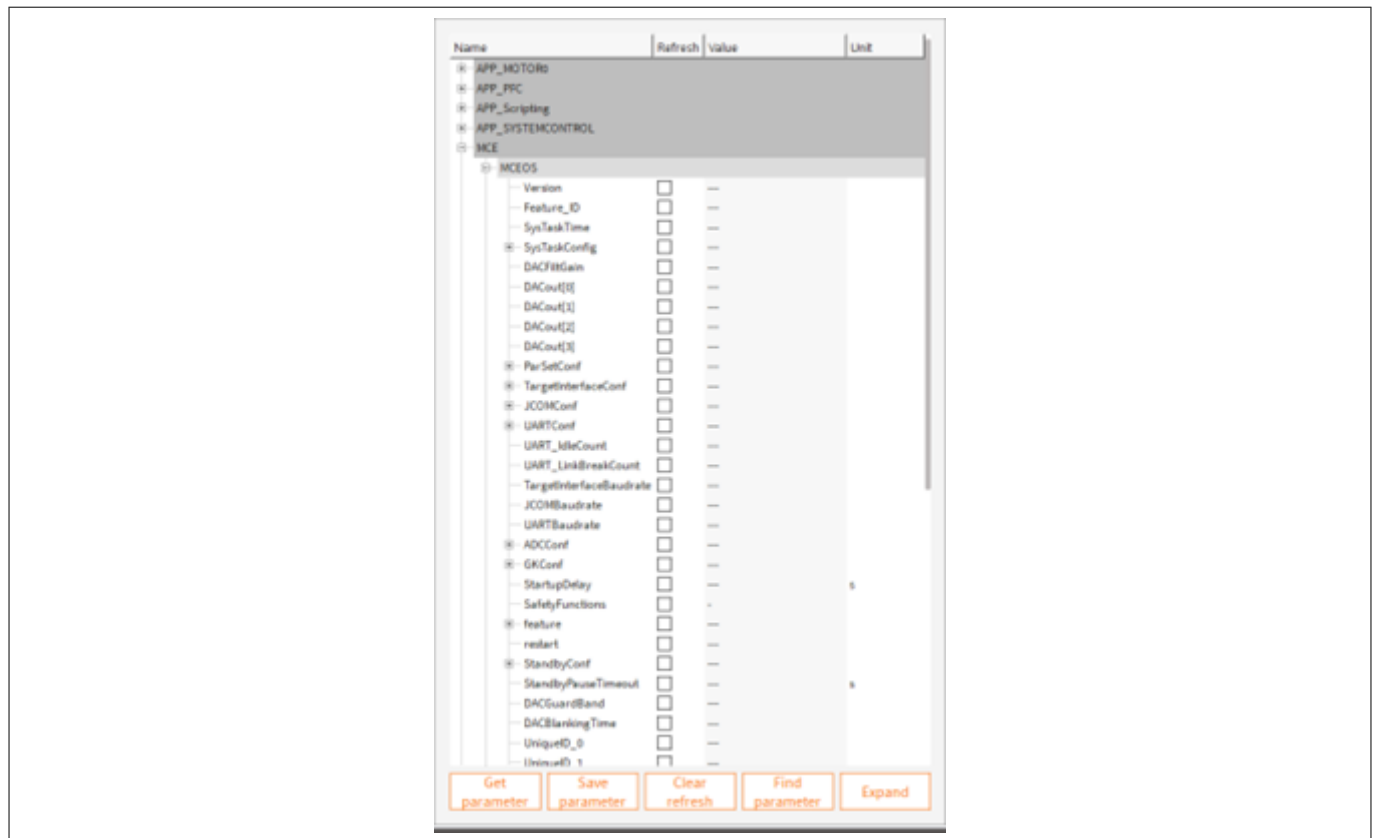 Name Refresh Value Unit
APP_MOTOR0
APP_PFC
APP_Scripting
APP_SYSTEMCONTROL
MCE
MCEOS
Version —
Feature_ID —
SysTaskTime —
SysTaskConfig —
DACFiltGain —
DACout[0] —
DACout[1] —
DACout[2] —
DACout[3] —
ParSetConf —
TargetInterfaceConf —
JCOMConf —
UARTConf —
UART_IdleCount —
UART_LinkBreakCount —
TargetInterfaceBaudrate —
JCOMBaudrate —
UARTBaudrate —
ADCConf —
GKConf —
StartupDelay — s
SafetyFunctions -
feature —
restart —
StandbyConf —
StandbyPauseTimeout — s
DACGuardBand —
DACBlankingTime —
UniqueID_0 —
UniqueID_1 —
Get parameter
Save parameter
Clear refresh
Find parameter
Expand